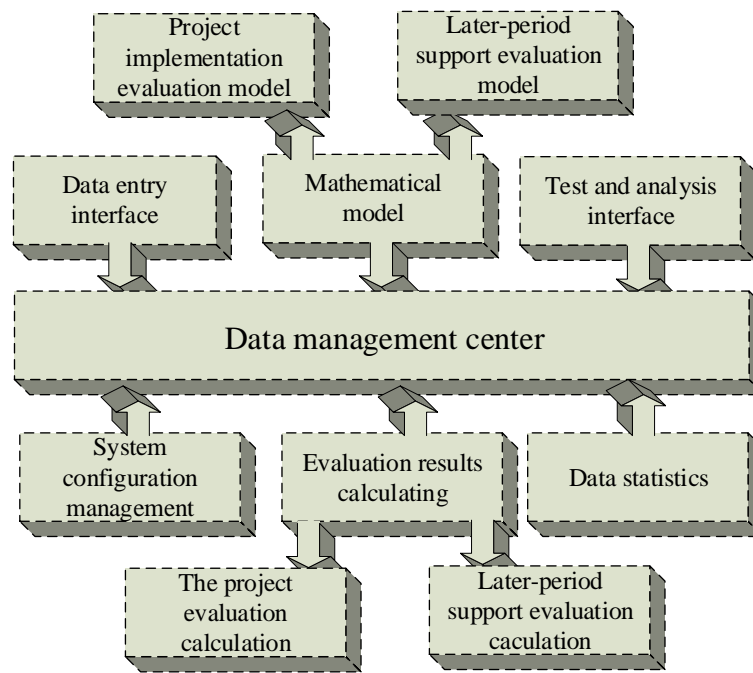 Project
implementation
evaluation model
Later-period
support evaluation
model
Data entry
interface
Mathematical
model
Test and analysis
interface
Data management center
System
configuration
management
Evaluation results
calculating
Data statistics
The project
evaluation
calculation
Later-period
support evaluation
caculation